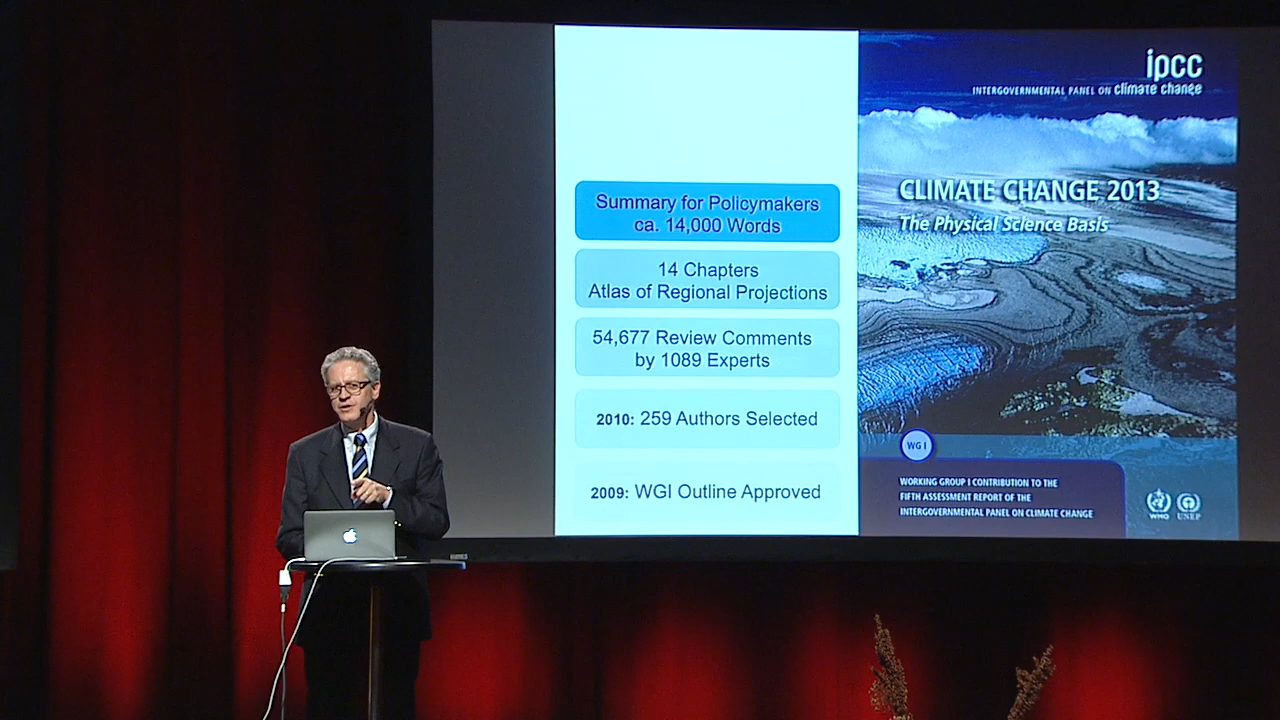 Summary for Policymakers
ca. 14,000 Words
14 Chapters
Atlas of Regional Projections
54,677 Review Comments
by 1089 Experts
2010: 259 Authors Selected
2009: WGI Outline Approved
ipcc
INTERGOVERNMENTAL PANEL ON climate change
CLIMATE CHANGE 2013
The Physical Science Basis
WG I
WORKING GROUP I CONTRIBUTION TO THE
FIFTH ASSESSMENT REPORT OF THE
INTERGOVERNMENTAL PANEL ON CLIMATE CHANGE
WMO
UNEP